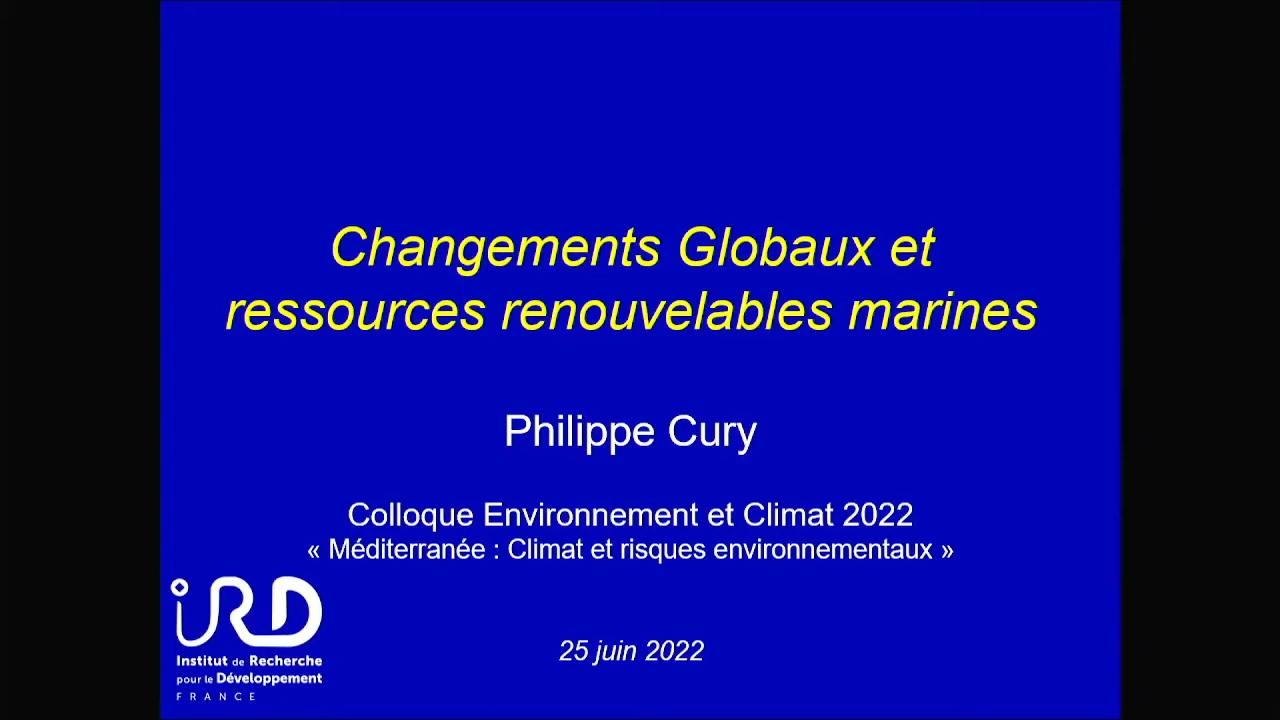 Changements Globaux et
ressources renouvelables marines
Philippe Cury
Colloque Environnement et Climat 2022
« Méditerranée : Climat et risques environnementaux »
25 juin 2022
iRD
Institut de Recherche
pour le Développement
FRANCE